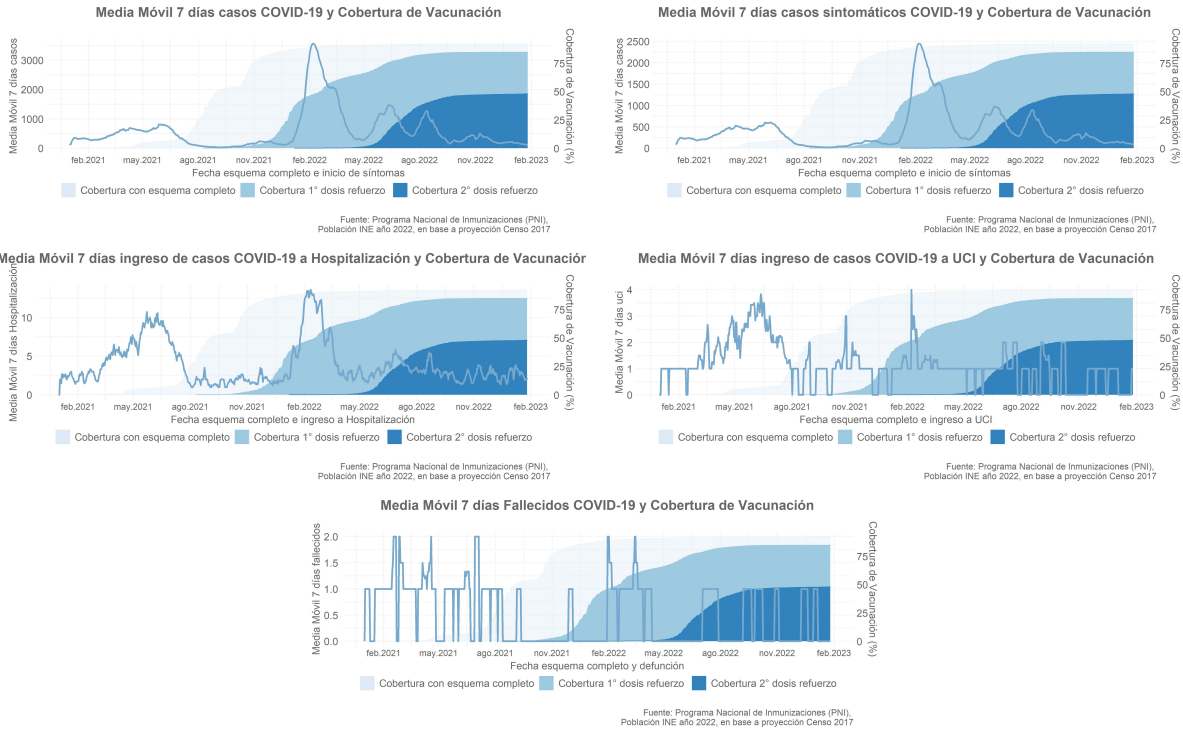 Media Móvil 7 días casos COVID-19 y Cobertura de Vacunación
Media Móvil 7 días casos
3000
2000
1000
0
Cobertura de Vacunación (%)
75
50
25
0
feb.2021 may.2021 ago.2021 nov.2021 feb.2022 may.2022 ago.2022 nov.2022 feb.2023
Fecha esquema completo e inicio de síntomas
Cobertura con esquema completo Cobertura 1° dosis refuerzo Cobertura 2° dosis refuerzo
Fuente: Programa Nacional de Inmunizaciones (PNI),
Población INE año 2022, en base a proyección Censo 2017
Media Móvil 7 días casos sintomáticos COVID-19 y Cobertura de Vacunación
Media Móvil 7 días casos
2500
2000
1500
1000
500
0
Cobertura de Vacunación (%)
75
50
25
0
feb.2021 may.2021 ago.2021 nov.2021 feb.2022 may.2022 ago.2022 nov.2022 feb.2023
Fecha esquema completo e inicio de síntomas
Cobertura con esquema completo Cobertura 1° dosis refuerzo Cobertura 2° dosis refuerzo
Fuente: Programa Nacional de Inmunizaciones (PNI),
Población INE año 2022, en base a proyección Censo 2017
Media Móvil 7 días ingreso de casos COVID-19 a Hospitalización y Cobertura de Vacunación
Media Móvil 7 días Hospitalización
10
5
0
Cobertura de Vacunación (%)
75
50
25
0
feb.2021 may.2021 ago.2021 nov.2021 feb.2022 may.2022 ago.2022 nov.2022 feb.2023
Fecha esquema completo e ingreso a Hospitalización
Cobertura con esquema completo Cobertura 1° dosis refuerzo Cobertura 2° dosis refuerzo
Fuente: Programa Nacional de Inmunizaciones (PNI),
Población INE año 2022, en base a proyección Censo 2017
Media Móvil 7 días ingreso de casos COVID-19 a UCI y Cobertura de Vacunación
Media Móvil 7 días uci
4
3
2
1
0
Cobertura de Vacunación (%)
75
50
25
0
feb.2021 may.2021 ago.2021 nov.2021 feb.2022 may.2022 ago.2022 nov.2022 feb.2023
Fecha esquema completo e ingreso a UCI
Cobertura con esquema completo Cobertura 1° dosis refuerzo Cobertura 2° dosis refuerzo
Fuente: Programa Nacional de Inmunizaciones (PNI),
Población INE año 2022, en base a proyección Censo 2017
Media Móvil 7 días Fallecidos COVID-19 y Cobertura de Vacunación
Media Móvil 7 días fallecidos
2.0
1.5
1.0
0.5
0.0
Cobertura de Vacunación (%)
75
50
25
0
feb.2021 may.2021 ago.2021 nov.2021 feb.2022 may.2022 ago.2022 nov.2022 feb.2023
Fecha esquema completo y defunción
Cobertura con esquema completo Cobertura 1° dosis refuerzo Cobertura 2° dosis refuerzo
Fuente: Programa Nacional de Inmunizaciones (PNI),
Población INE año 2022, en base a proyección Censo 2017